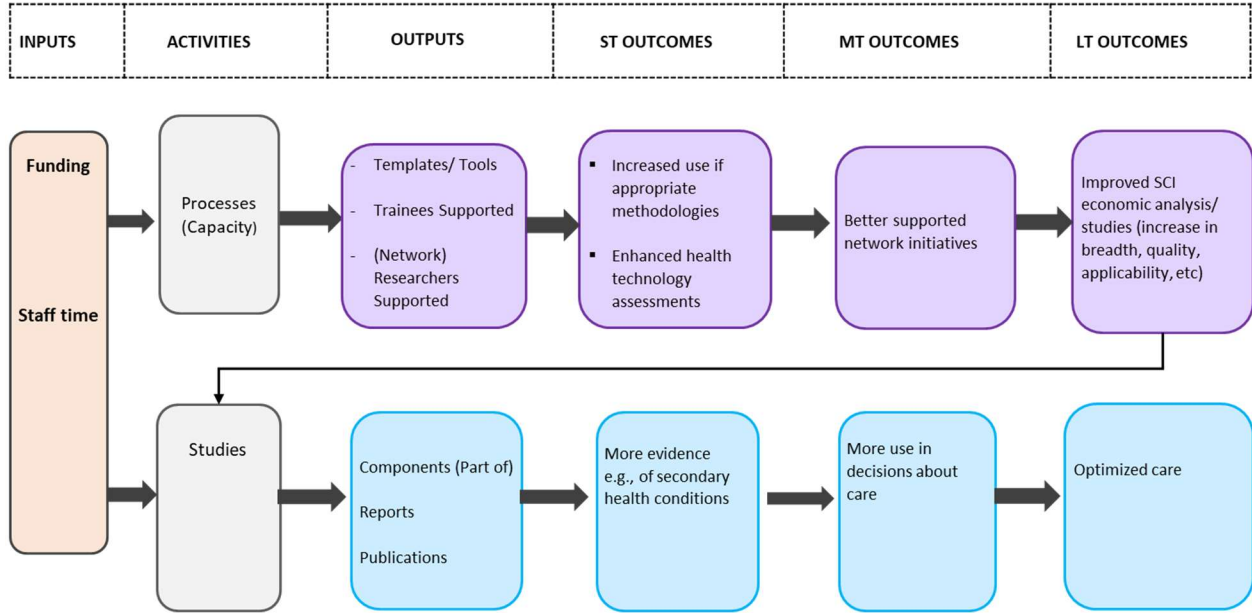 INPUTS
ACTIVITIES
OUTPUTS
ST OUTCOMES
MT OUTCOMES
LT OUTCOMES
Funding
Staff time
Processes
(Capacity)
- Templates/ Tools
- Trainees Supported
- (Network)
Researchers
Supported
▪ Increased use if
appropriate
methodologies
▪ Enhanced health
technology
assessments
Better supported
network initiatives
Improved SCI
economic analysis/
studies (increase in
breadth, quality,
applicability, etc)
Studies
Components (Part of)
Reports
Publications
More evidence
e.g., of secondary
health conditions
More use in
decisions about
care
Optimized care